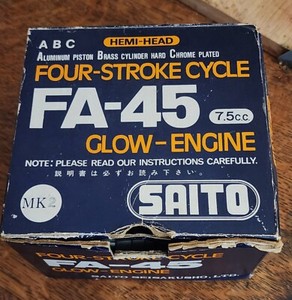 ABC HEMI-HEAD
ALUMINUM PISTON BRASS CYLINDER HARD CHROME PLATED
FOUR-STROKE CYCLE
FA-45 7.5c.c
GLOW-ENGINE
NOTE: PLEASE READ OUR INSTRUCTIONS CAREFULLY.
説明書は必ずお読み下さい。
MK2 SAITO
FOUR-STROKE CYCLE
FA-45
GLOW-ENGINE
SAITO SEISAKUSHO, LTD.